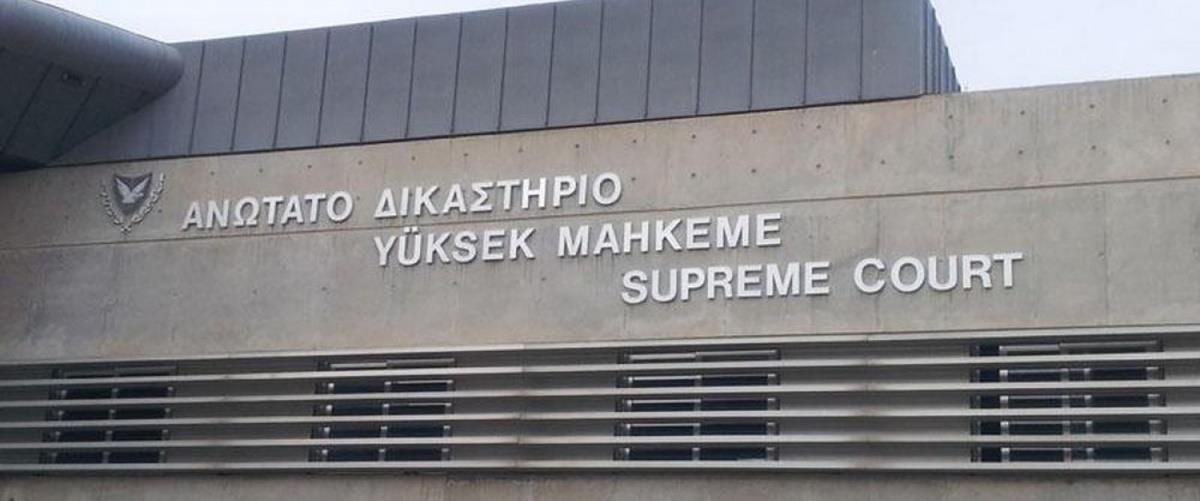 ΑΝΩΤΑΤΟ ΔΙΚΑΣΤΗΡΙΟ
YÜKSEK MAHKEME
SUPREME COURT